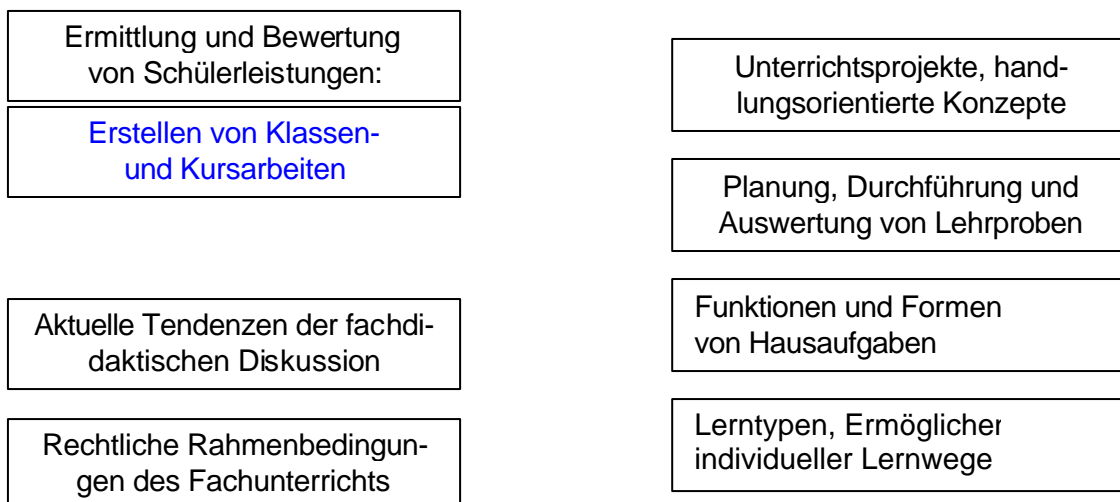 Ermittlung und Bewertung
von Schülerleistungen:
Erstellen von Klassen-
und Kursarbeiten
Aktuelle Tendenzen der fachdi-
daktischen Diskussion
Rechtliche Rahmenbedingun-
gen des Fachunterrichts
Unterrichtsprojekte, hand-
lungsorientierte Konzepte
Planung, Durchführung und
Auswertung von Lehrproben
Funktionen und Formen
von Hausaufgaben
Lerntypen, Ermöglichen
individueller Lernwege